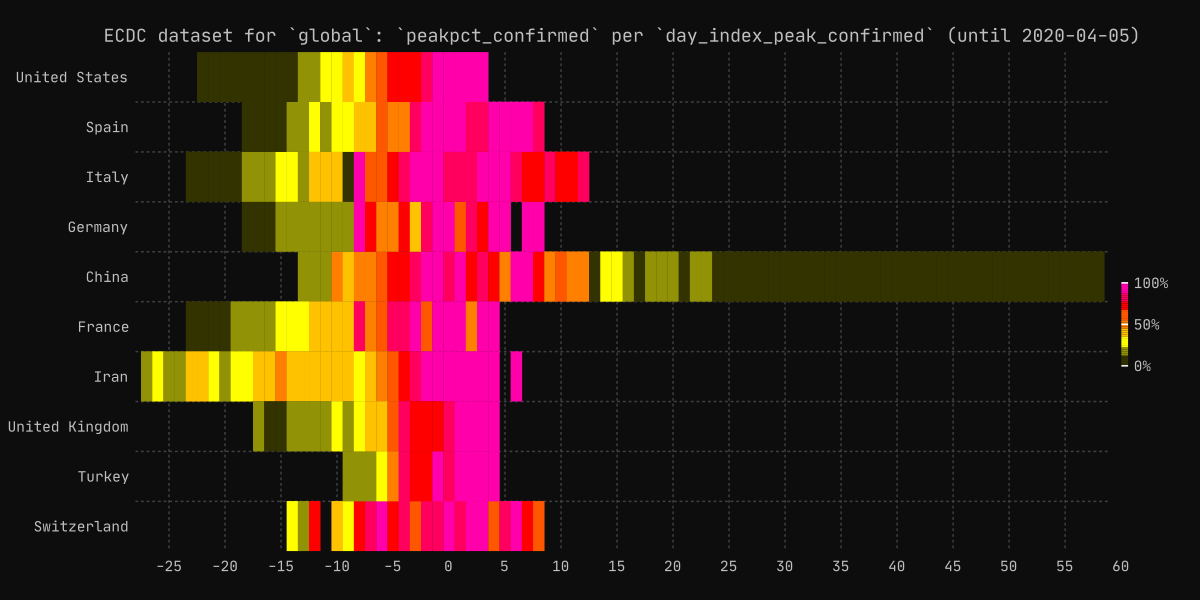 ECDC dataset for `global`: `peakpct_confirmed` per `day_index_peak_confirmed` (until 2020-04-05)
United States
Spain
Italy
Germany
China
France
Iran
United Kingdom
Turkey
Switzerland
100%
50%
0%
-25 -20 -15 -10 -5 0 5 10 15 20 25 30 35 40 45 50 55 60